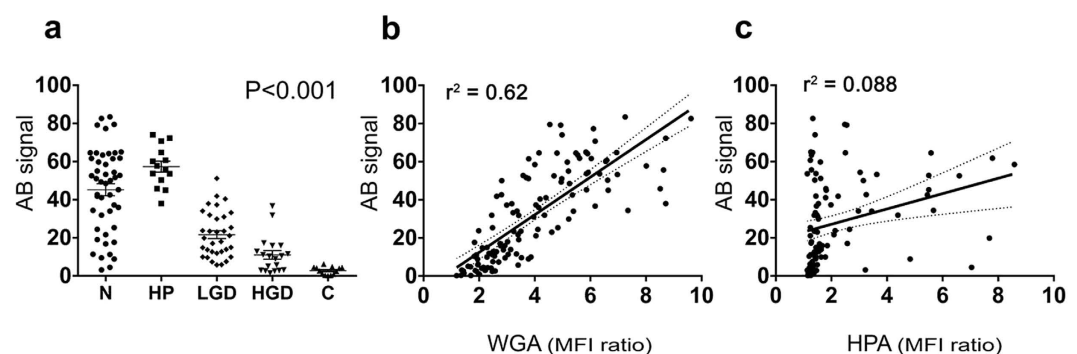 a
P<0.001
AB signal
100
80
60
40
20
0
N HP LGD HGD C
b
r² = 0.62
AB signal
100
80
60
40
20
0
0 2 4 6 8 10
WGA (MFI ratio)
c
r² = 0.088
AB signal
100
80
60
40
20
0
0 2 4 6 8 10
HPA (MFI ratio)